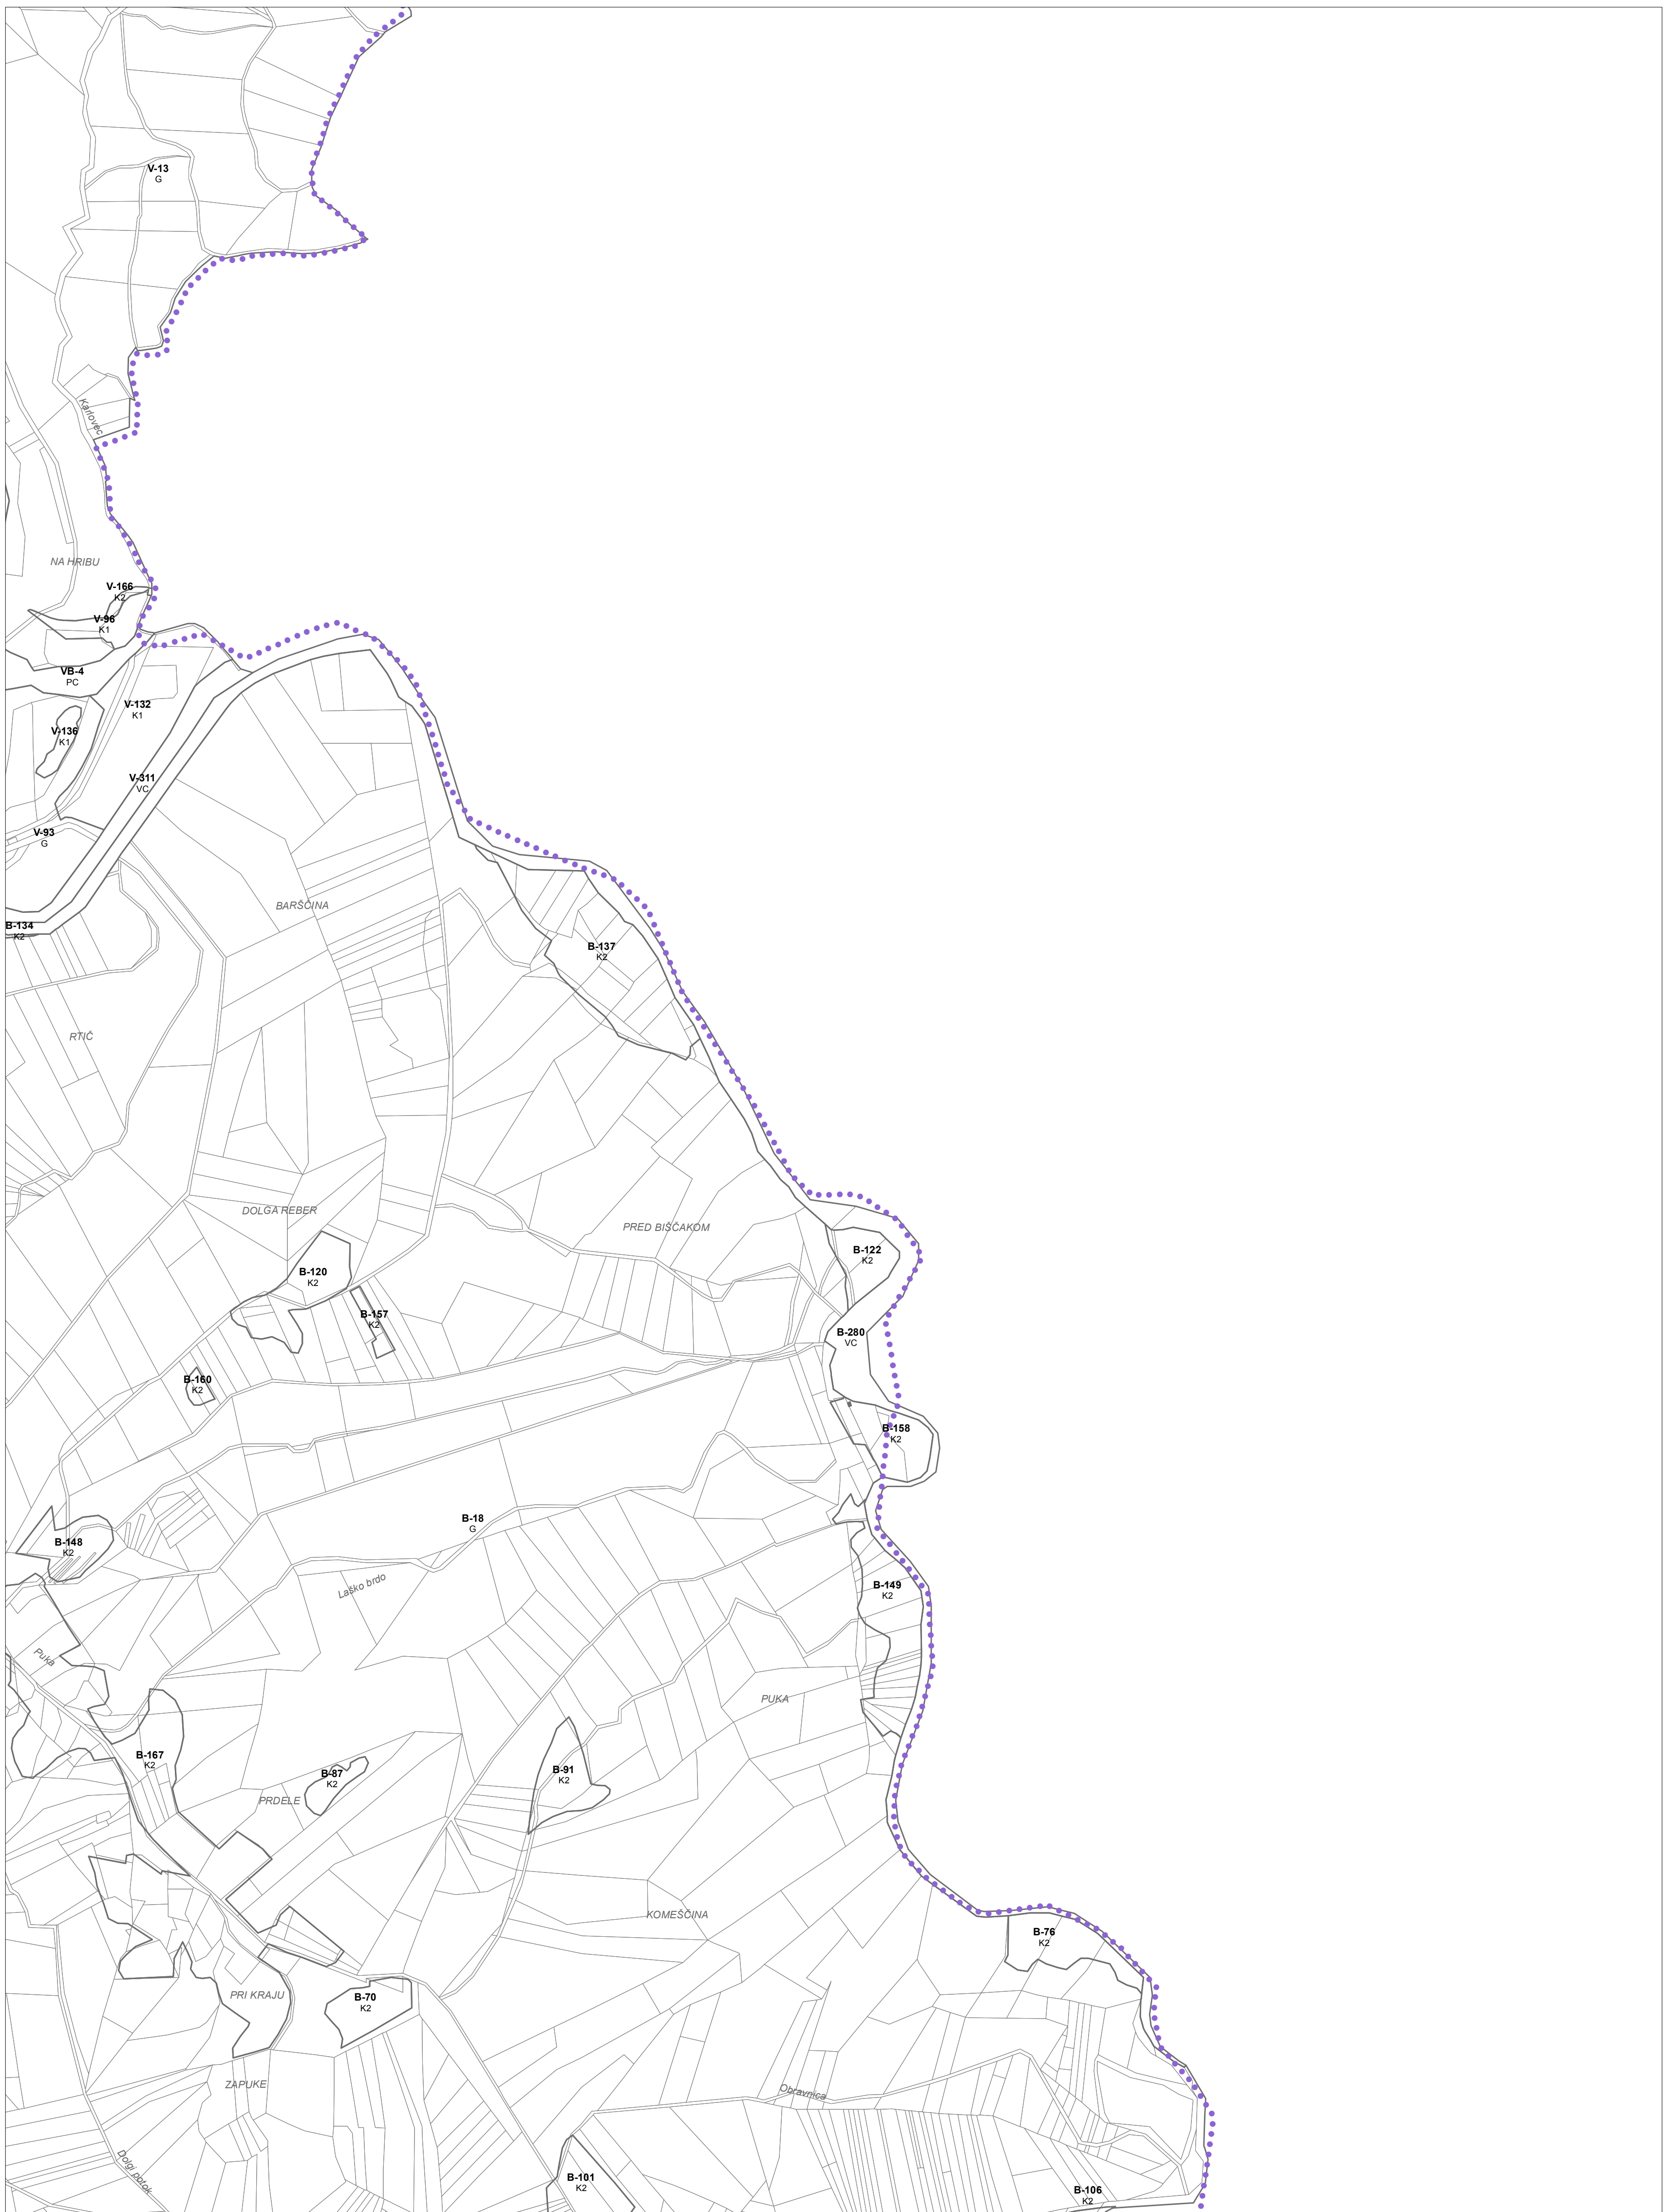 V-13
G
Karlovec
NA HRIBU
V-166
K2
V-96
K1
VB-4
PC
V-132
K1
V-136
K1
V-311
VC
V-93
G
BARŠČINA
B-134
K2
B-137
K2
RTIČ
DOLGA REBER
PRED BIŠČAKOM
B-122
K2
B-120
K2
B-157
K2
B-280
VC
B-160
K2
B-158
K2
B-18
G
B-148
K2
Laško brdo
B-149
K2
Puka
PUKA
B-167
K2
B-87
K2
B-91
K2
PRDELE
KOMEŠČINA
B-76
K2
PRI KRAJU
B-70
K2
ZAPUKE
Obravnica
Dolgi potok
B-101
K2
B-106
K2